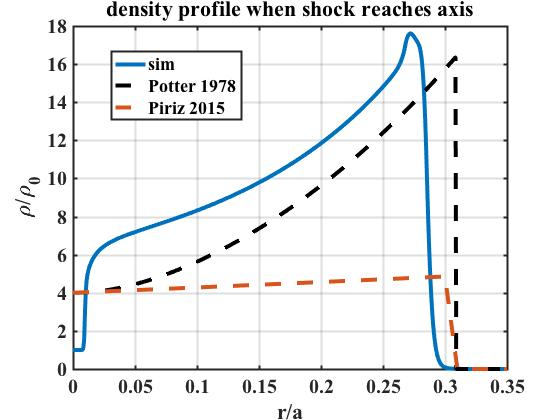 density profile when shock reaches axis
18
16
14
12
10
8
6
4
2
0
ρ/ρ0
sim
Potter 1978
Piriz 2015
0 0.05 0.1 0.15 0.2 0.25 0.3 0.35
r/a